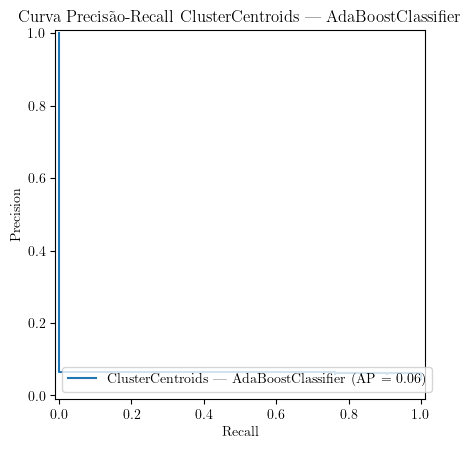 Curva Precisão-Recall ClusterCentroids — AdaBoostClassifier
1.0
0.8
0.6
0.4
0.2
0.0
Precision
ClusterCentroids — AdaBoostClassifier (AP = 0.06)
0.0 0.2 0.4 0.6 0.8 1.0
Recall